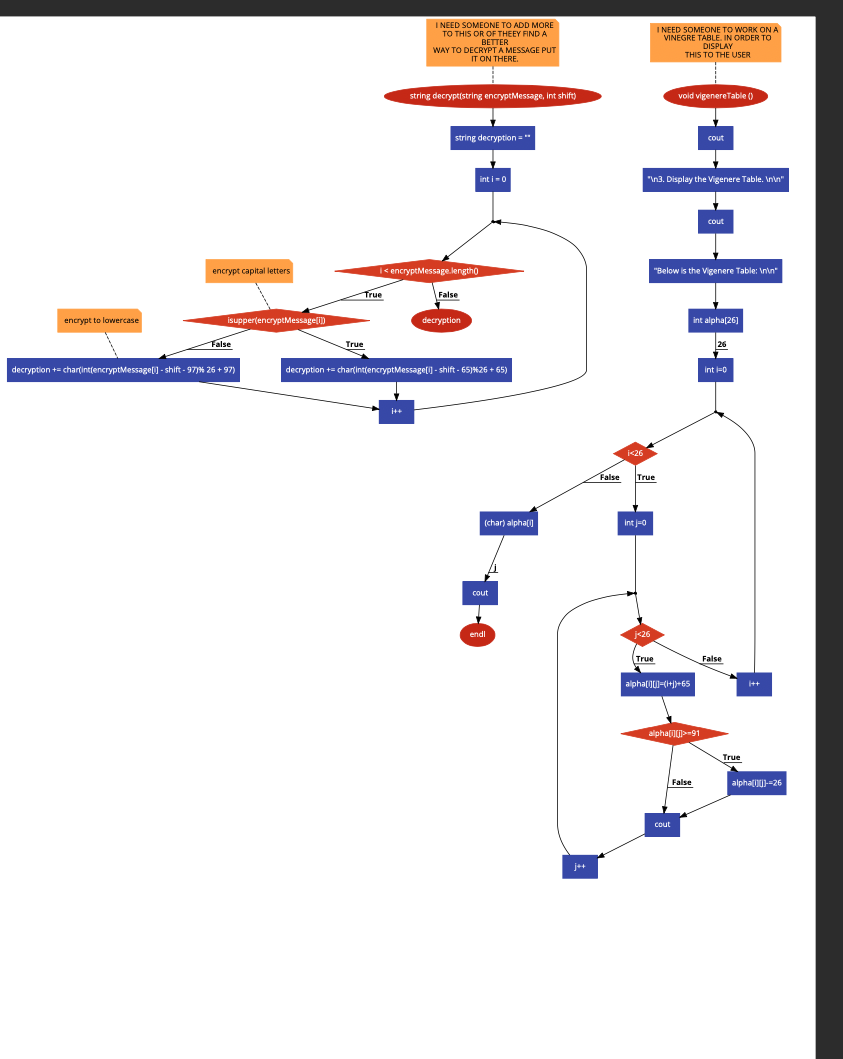 I NEED SOMEONE TO ADD MORE
TO THIS OR OF THEEY FIND A
BETTER
WAY TO DECRYPT A MESSAGE PUT
IT ON THERE.
string decrypt(string encryptMessage, int shift)
string decryption = ""
int i = 0
i < encryptMessage.length()
True
False
encrypt capital letters
isupper(encryptMessage[i])
decryption
encrypt to lowercase
False
True
decryption += char(int(encryptMessage[i] - shift - 97)% 26 + 97)
decryption += char(int(encryptMessage[i] - shift - 65)%26 + 65)
i++
I NEED SOMEONE TO WORK ON A
VINEGRE TABLE. IN ORDER TO
DISPLAY
THIS TO THE USER
void vigenereTable ()
cout
"\n3. Display the Vigenere Table. \n\n"
cout
"Below is the Vigenere Table: \n\n"
int alpha[26]
26
int i=0
i<26
False
True
(char) alpha[i]
int j=0
j
cout
endl
j<26
True
False
alpha[i][j]=(i+j)+65
i++
alpha[i][j]>=91
True
False
alpha[i][j]-=26
cout
j++